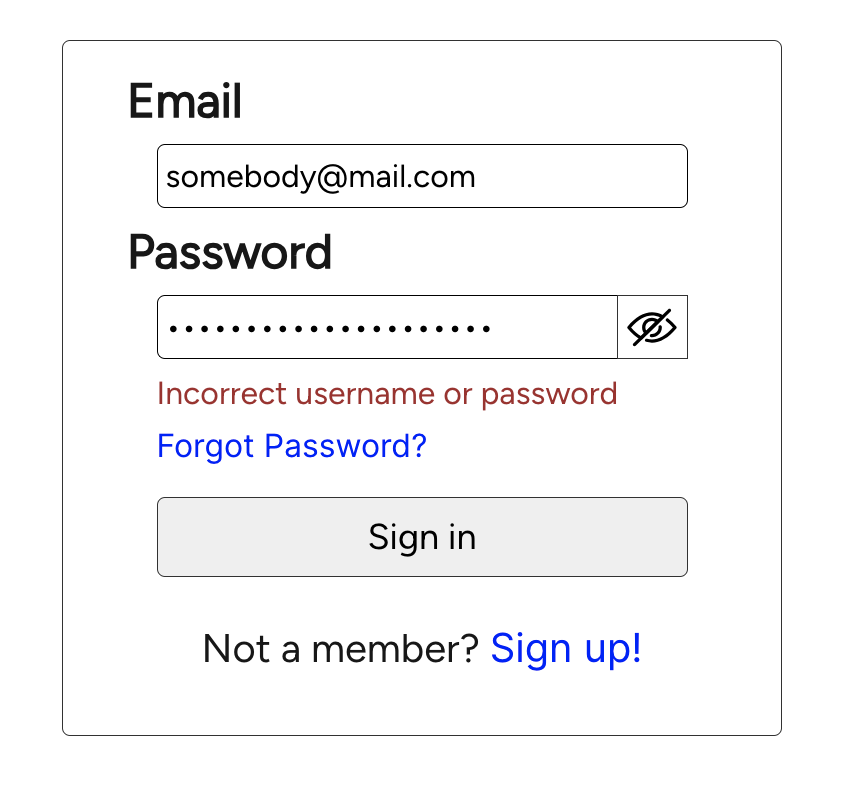 Email
somebody@mail.com
Password
•••••••••••••••••••••
Incorrect username or password
Forgot Password?
Sign in
Not a member? Sign up!